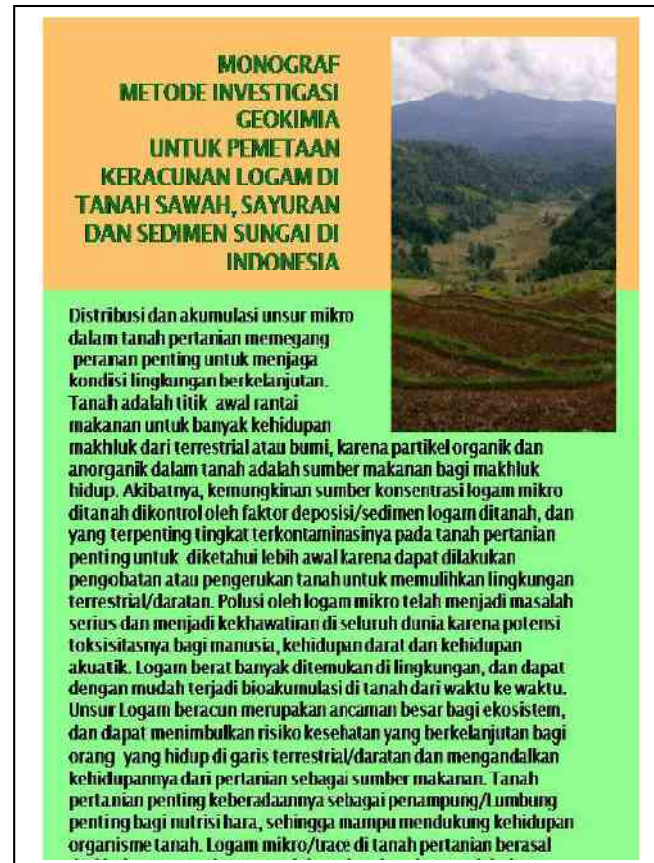 MONOGRAF
METODE INVESTIGASI
GEOKIMIA
UNTUK PEMETAAN
KERACUNAN LOGAM DI
TANAH SAWAH, SAYURAN
DAN SEDIMEN SUNGAI DI
INDONESIA
Distribusi dan akumulasi unsur mikro
dalam tanah pertanian memegang
peranan penting untuk menjaga
kondisi lingkungan berkelanjutan.
Tanah adalah titik awal rantai
makanan untuk banyak kehidupan
makhluk dari terrestrial atau bumi, karena partikel organik dan
anorganik dalam tanah adalah sumber makanan bagi makhluk
hidup. Akibatnya, kemungkinan sumber konsentrasi logam mikro
ditanah dikontrol oleh faktor deposisi/sedimen logam ditanah, dan
yang terpenting tingkat terkontaminasinya pada tanah pertanian
penting untuk diketahui lebih awal karena dapat dilakukan
pengobatan atau pengerukan tanah untuk memulihkan lingkungan
terrestrial/daratan. Polusi oleh logam mikro telah menjadi masalah
serius dan menjadi kekhawatiran di seluruh dunia karena potensi
toksisitasnya bagi manusia, kehidupan darat dan kehidupan
akuatik. Logam berat banyak ditemukan di lingkungan, dan dapat
dengan mudah terjadi bioakumulasi di tanah dari waktu ke waktu.
Unsur Logam beracun merupakan ancaman besar bagi ekosistem,
dan dapat menimbulkan risiko kesehatan yang berkelanjutan bagi
orang yang hidup di garis terrestrial/daratan dan mengandalkan
kehidupannya dari pertanian sebagai sumber makanan. Tanah
pertanian penting keberadaannya sebagai penampung/Lumbung
penting bagi nutrisi hara, sehingga mampu mendukung kehidupan
organisme tanah. Logam mikro/trace di tanah pertanian berasal